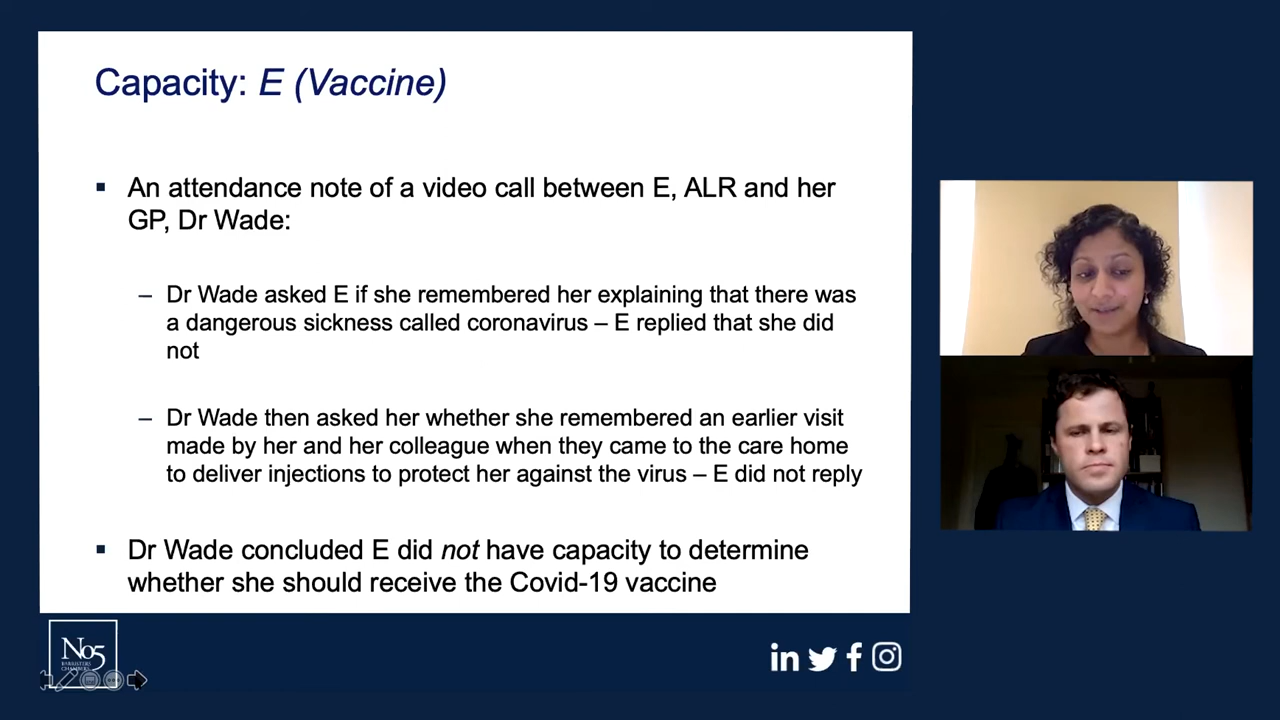 Capacity: E (Vaccine)
▪ An attendance note of a video call between E, ALR and her
GP, Dr Wade:
– Dr Wade asked E if she remembered her explaining that there was
a dangerous sickness called coronavirus – E replied that she did
not
– Dr Wade then asked her whether she remembered an earlier visit
made by her and her colleague when they came to the care home
to deliver injections to protect her against the virus – E did not reply
▪ Dr Wade concluded E did not have capacity to determine
whether she should receive the Covid-19 vaccine
No5
BARRISTERS
CHAMBERS
in
f